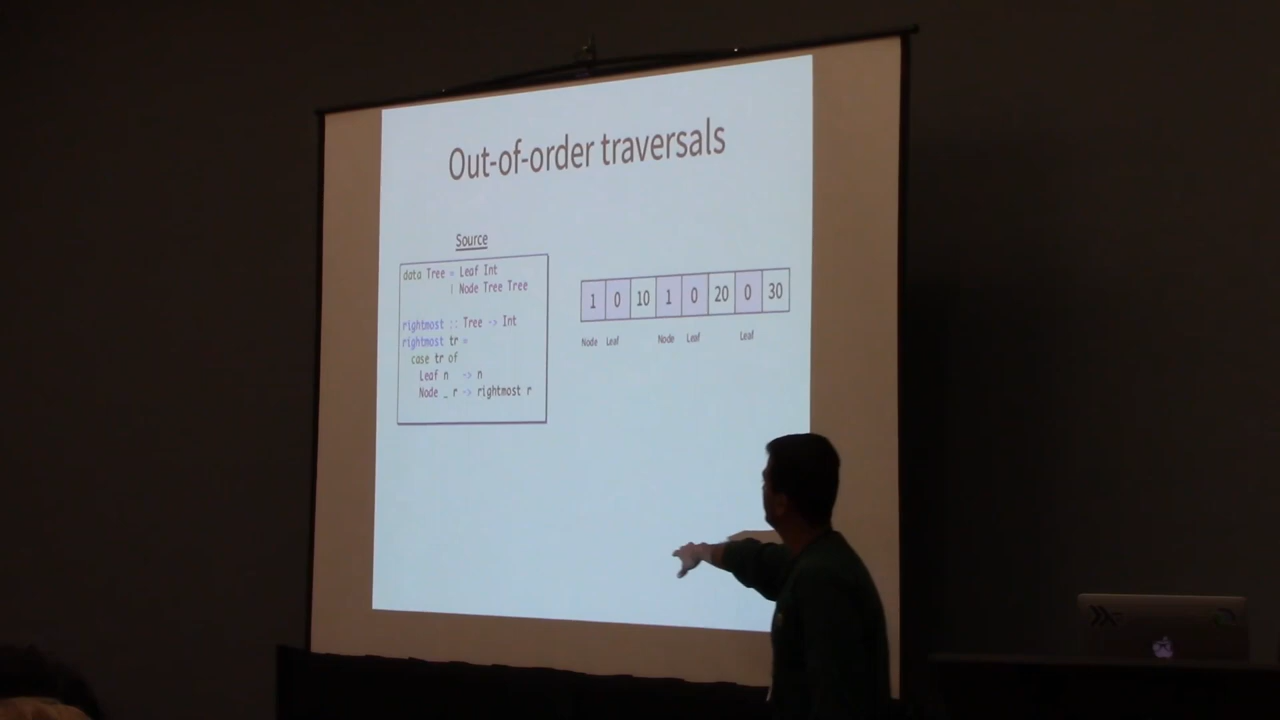 Out-of-order traversals
Source
data Tree = Leaf Int
| Node Tree Tree
rightmost :: Tree -> Int
rightmost tr =
case tr of
Leaf n -> n
Node _ r -> rightmost r
1 0 10 1 0 20 0 30
Node Leaf Node Leaf Leaf